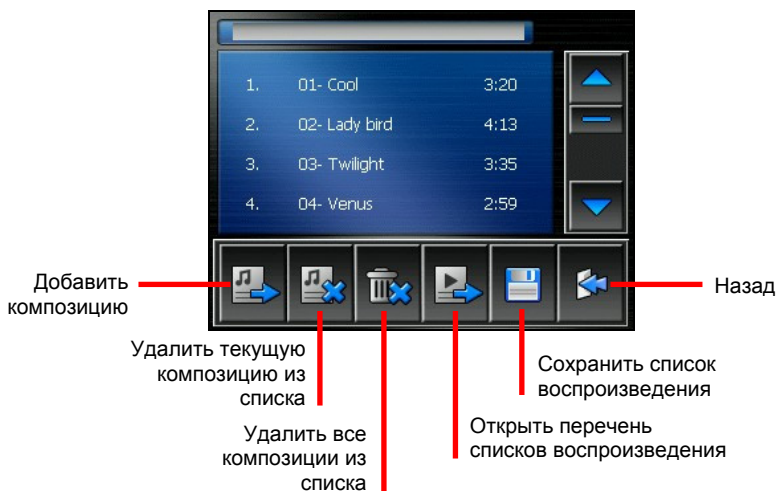 1. 01- Cool 3:20
2. 02- Lady bird 4:13
3. 03- Twilight 3:35
4. 04- Venus 2:59
Добавить
композицию
Назад
Удалить текущую
композицию из
списка
Сохранить список
воспроизведения
Удалить все
композиции из
списка
Открыть перечень
списков воспроизведения